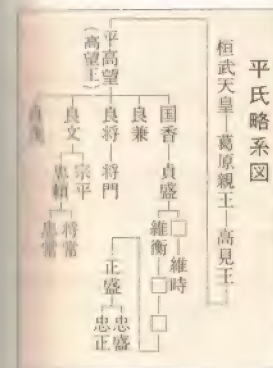 平氏略系図
桓武天皇―葛原親王―高見王
平高望
(高望王)
国香―貞盛
□―維時
維衡―□―□
正盛
忠盛
忠正
良兼
良将―将門
良文
宗平
忠頼
将常
忠常